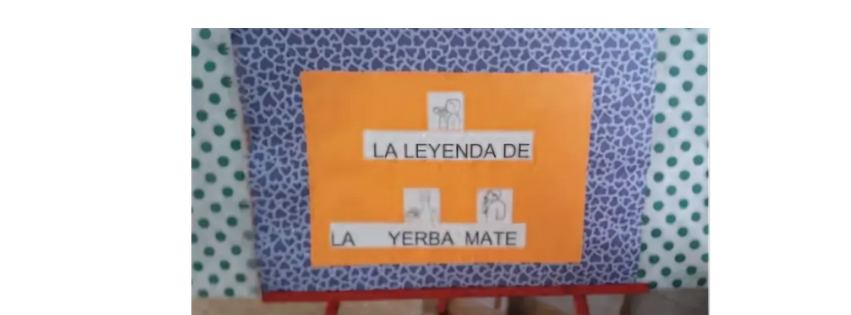 LA LEYENDA DE
LA YERBA MATE